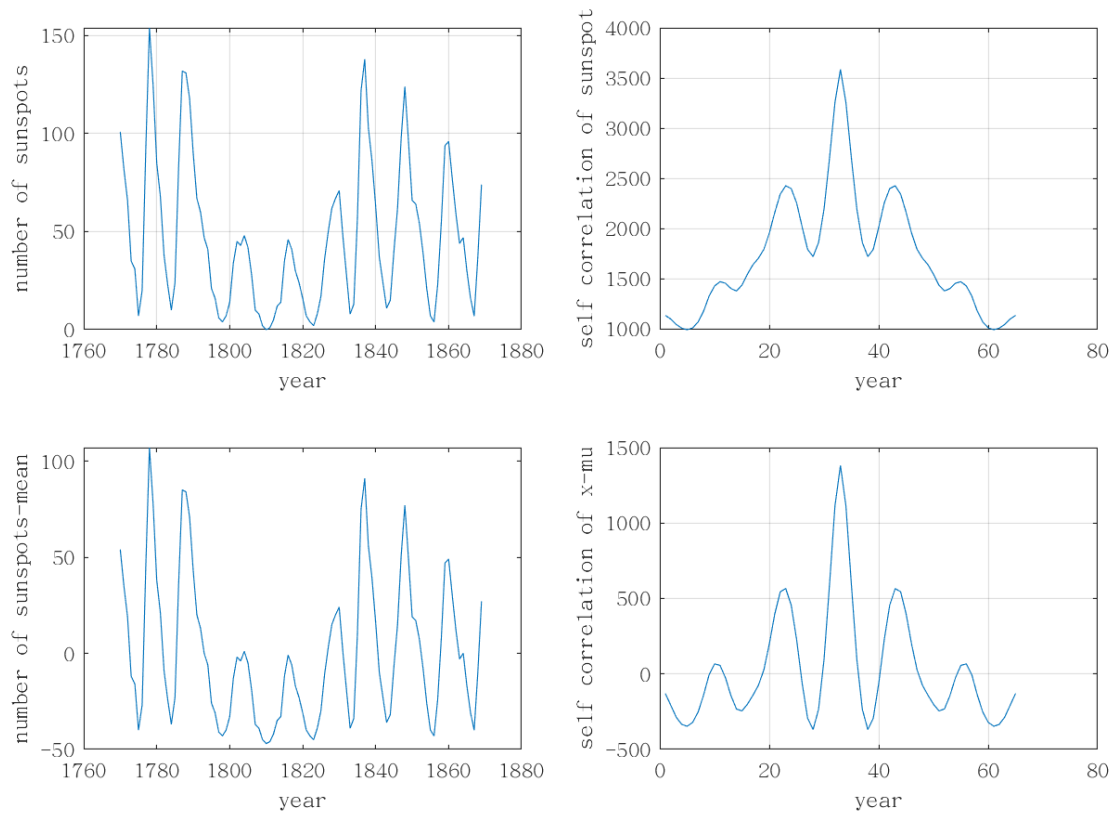 number of sunspots
150
100
50
0
1760 1780 1800 1820 1840 1860 1880
year
self correlation of sunspot
4000
3500
3000
2500
2000
1500
1000
0 20 40 60 80
year
number of sunspots-mean
100
50
0
-50
1760 1780 1800 1820 1840 1860 1880
year
self correlation of x-mu
1500
1000
500
0
-500
0 20 40 60 80
year